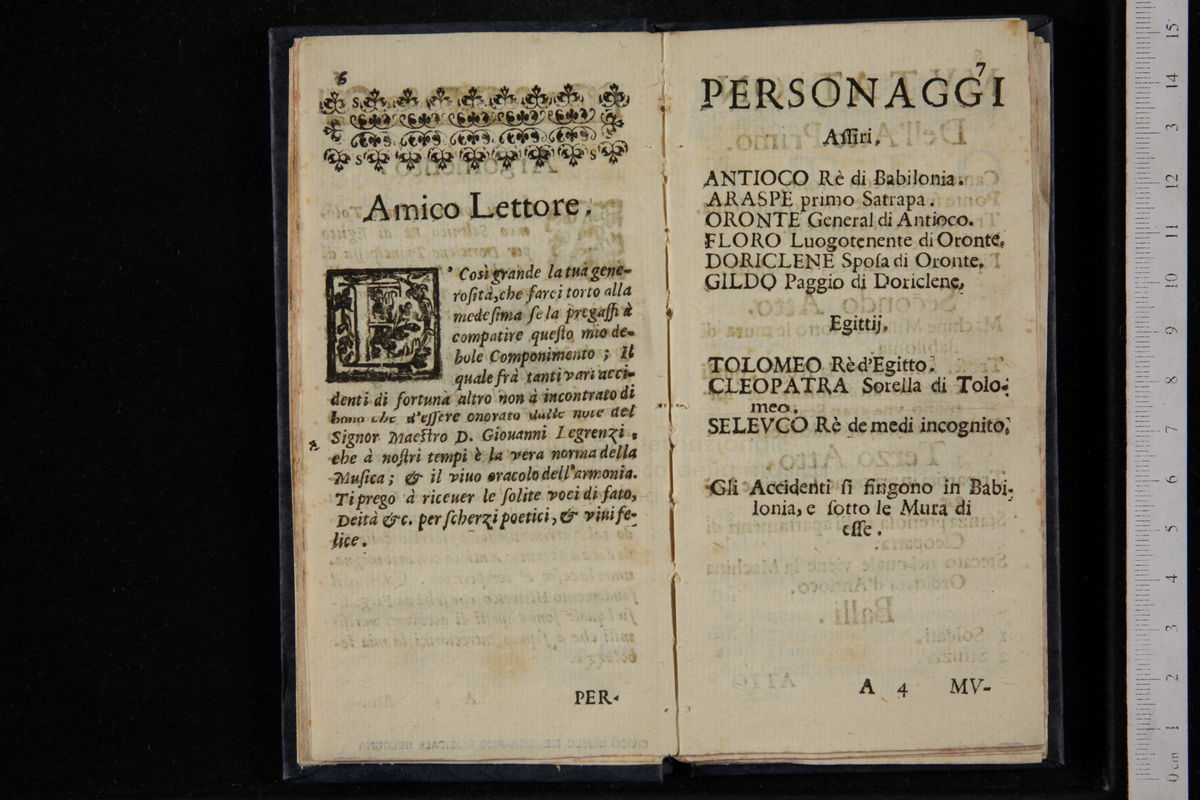 6
Amico Lettore.
E' Così grande la tua gene-
rosità, che farei torto alla
medesima se la pregassi à
compatire questo mio de-
bole Componimento ; Il
quale frà tanti vari acci-
denti di fortuna altro non à incontrato di
bono che d'essere onorato dalle note del
Signor Maestro D. Giouanni Legrenzi,
che à nostri tempi è la vera norma della
Musica ; & il viuo oracolo dell'armonia.
Ti prego à riceuer le solite voci di fato,
Deità &c. per scherzi poetici, & viui fe-
lice.
PER-
7
PERSONAGGI
Assiri.
ANTIOCO Rè di Babilonia.
ARASPE primo Satrapa.
ORONTE General di Antioco.
FLORO Luogotenente di Oronte.
DORICLENE Sposa di Oronte.
GILDO Paggio di Doriclene.
Egittij.
TOLOMEO Rè d'Egitto.
CLEOPATRA Sorella di Tolo-
meo.
SELEVCO Rè de medi incognito.
Gli Accidenti si fingono in Babi-
lonia, e sotto le Mura di
esse.
A 4 MV-